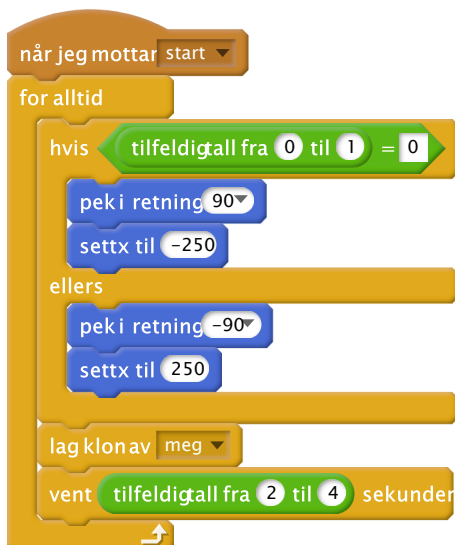 når jeg mottar start
for alltid
hvis tilfeldig tall fra 0 til 1 = 0
pek i retning 90
sett x til -250
ellers
pek i retning -90
sett x til 250
lag klon av meg
vent tilfeldig tall fra 2 til 4 sekunder